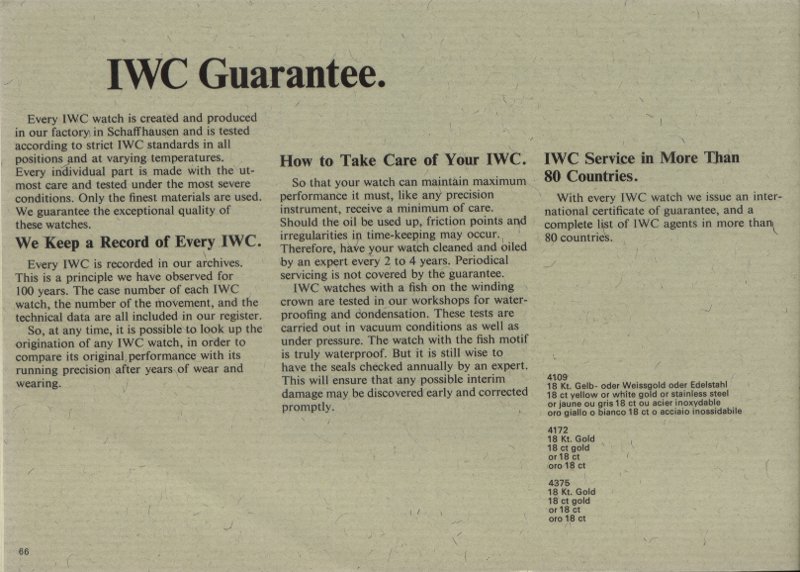 IWC Guarantee.
Every IWC watch is created and produced
in our factory in Schaffhausen and is tested
according to strict IWC standards in all
positions and at varying temperatures.
Every individual part is made with the ut-
most care and tested under the most severe
conditions. Only the finest materials are used.
We guarantee the exceptional quality of
these watches.
We Keep a Record of Every IWC.
Every IWC is recorded in our archives.
This is a principle we have observed for
100 years. The case number of each IWC
watch, the number of the movement, and the
technical data are all included in our register.
So, at any time, it is possible to look up the
origination of any IWC watch, in order to
compare its original performance with its
running precision after years of wear and
wearing.
How to Take Care of Your IWC.
So that your watch can maintain maximum
performance it must, like any precision
instrument, receive a minimum of care.
Should the oil be used up, friction points and
irregularities in time-keeping may occur.
Therefore, have your watch cleaned and oiled
by an expert every 2 to 4 years. Periodical
servicing is not covered by the guarantee.
IWC watches with a fish on the winding
crown are tested in our workshops for water-
proofing and condensation. These tests are
carried out in vacuum conditions as well as
under pressure. The watch with the fish motif
is truly waterproof. But it is still wise to
have the seals checked annually by an expert.
This will ensure that any possible interim
damage may be discovered early and corrected
promptly.
IWC Service in More Than
80 Countries.
With every IWC watch we issue an inter-
national certificate of guarantee, and a
complete list of IWC agents in more than
80 countries.
4109
18 Kt. Gelb- oder Weissgold oder Edelstahl
18 ct yellow or white gold or stainless steel
or jaune ou gris 18 ct ou acier inoxydable
oro giallo o bianco 18 ct o acciaio inossidabile
4172
18 Kt. Gold
18 ct gold
or 18 ct
oro 18 ct
4375
18 Kt. Gold
18 ct gold
or 18 ct
oro 18 ct
66